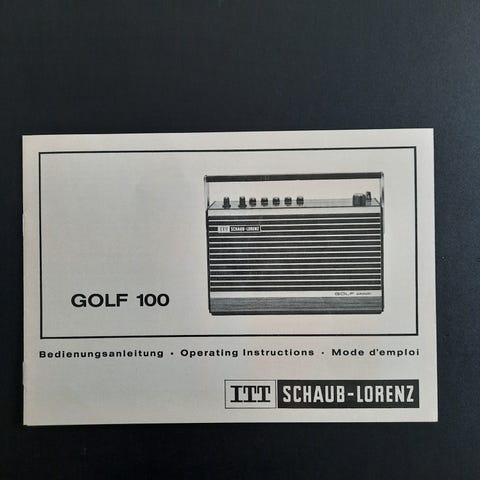 ITT SCHAUB-LORENZ
GOLF
GOLF 100
Bedienungsanleitung · Operating Instructions · Mode d'emploi
ITT SCHAUB-LORENZ